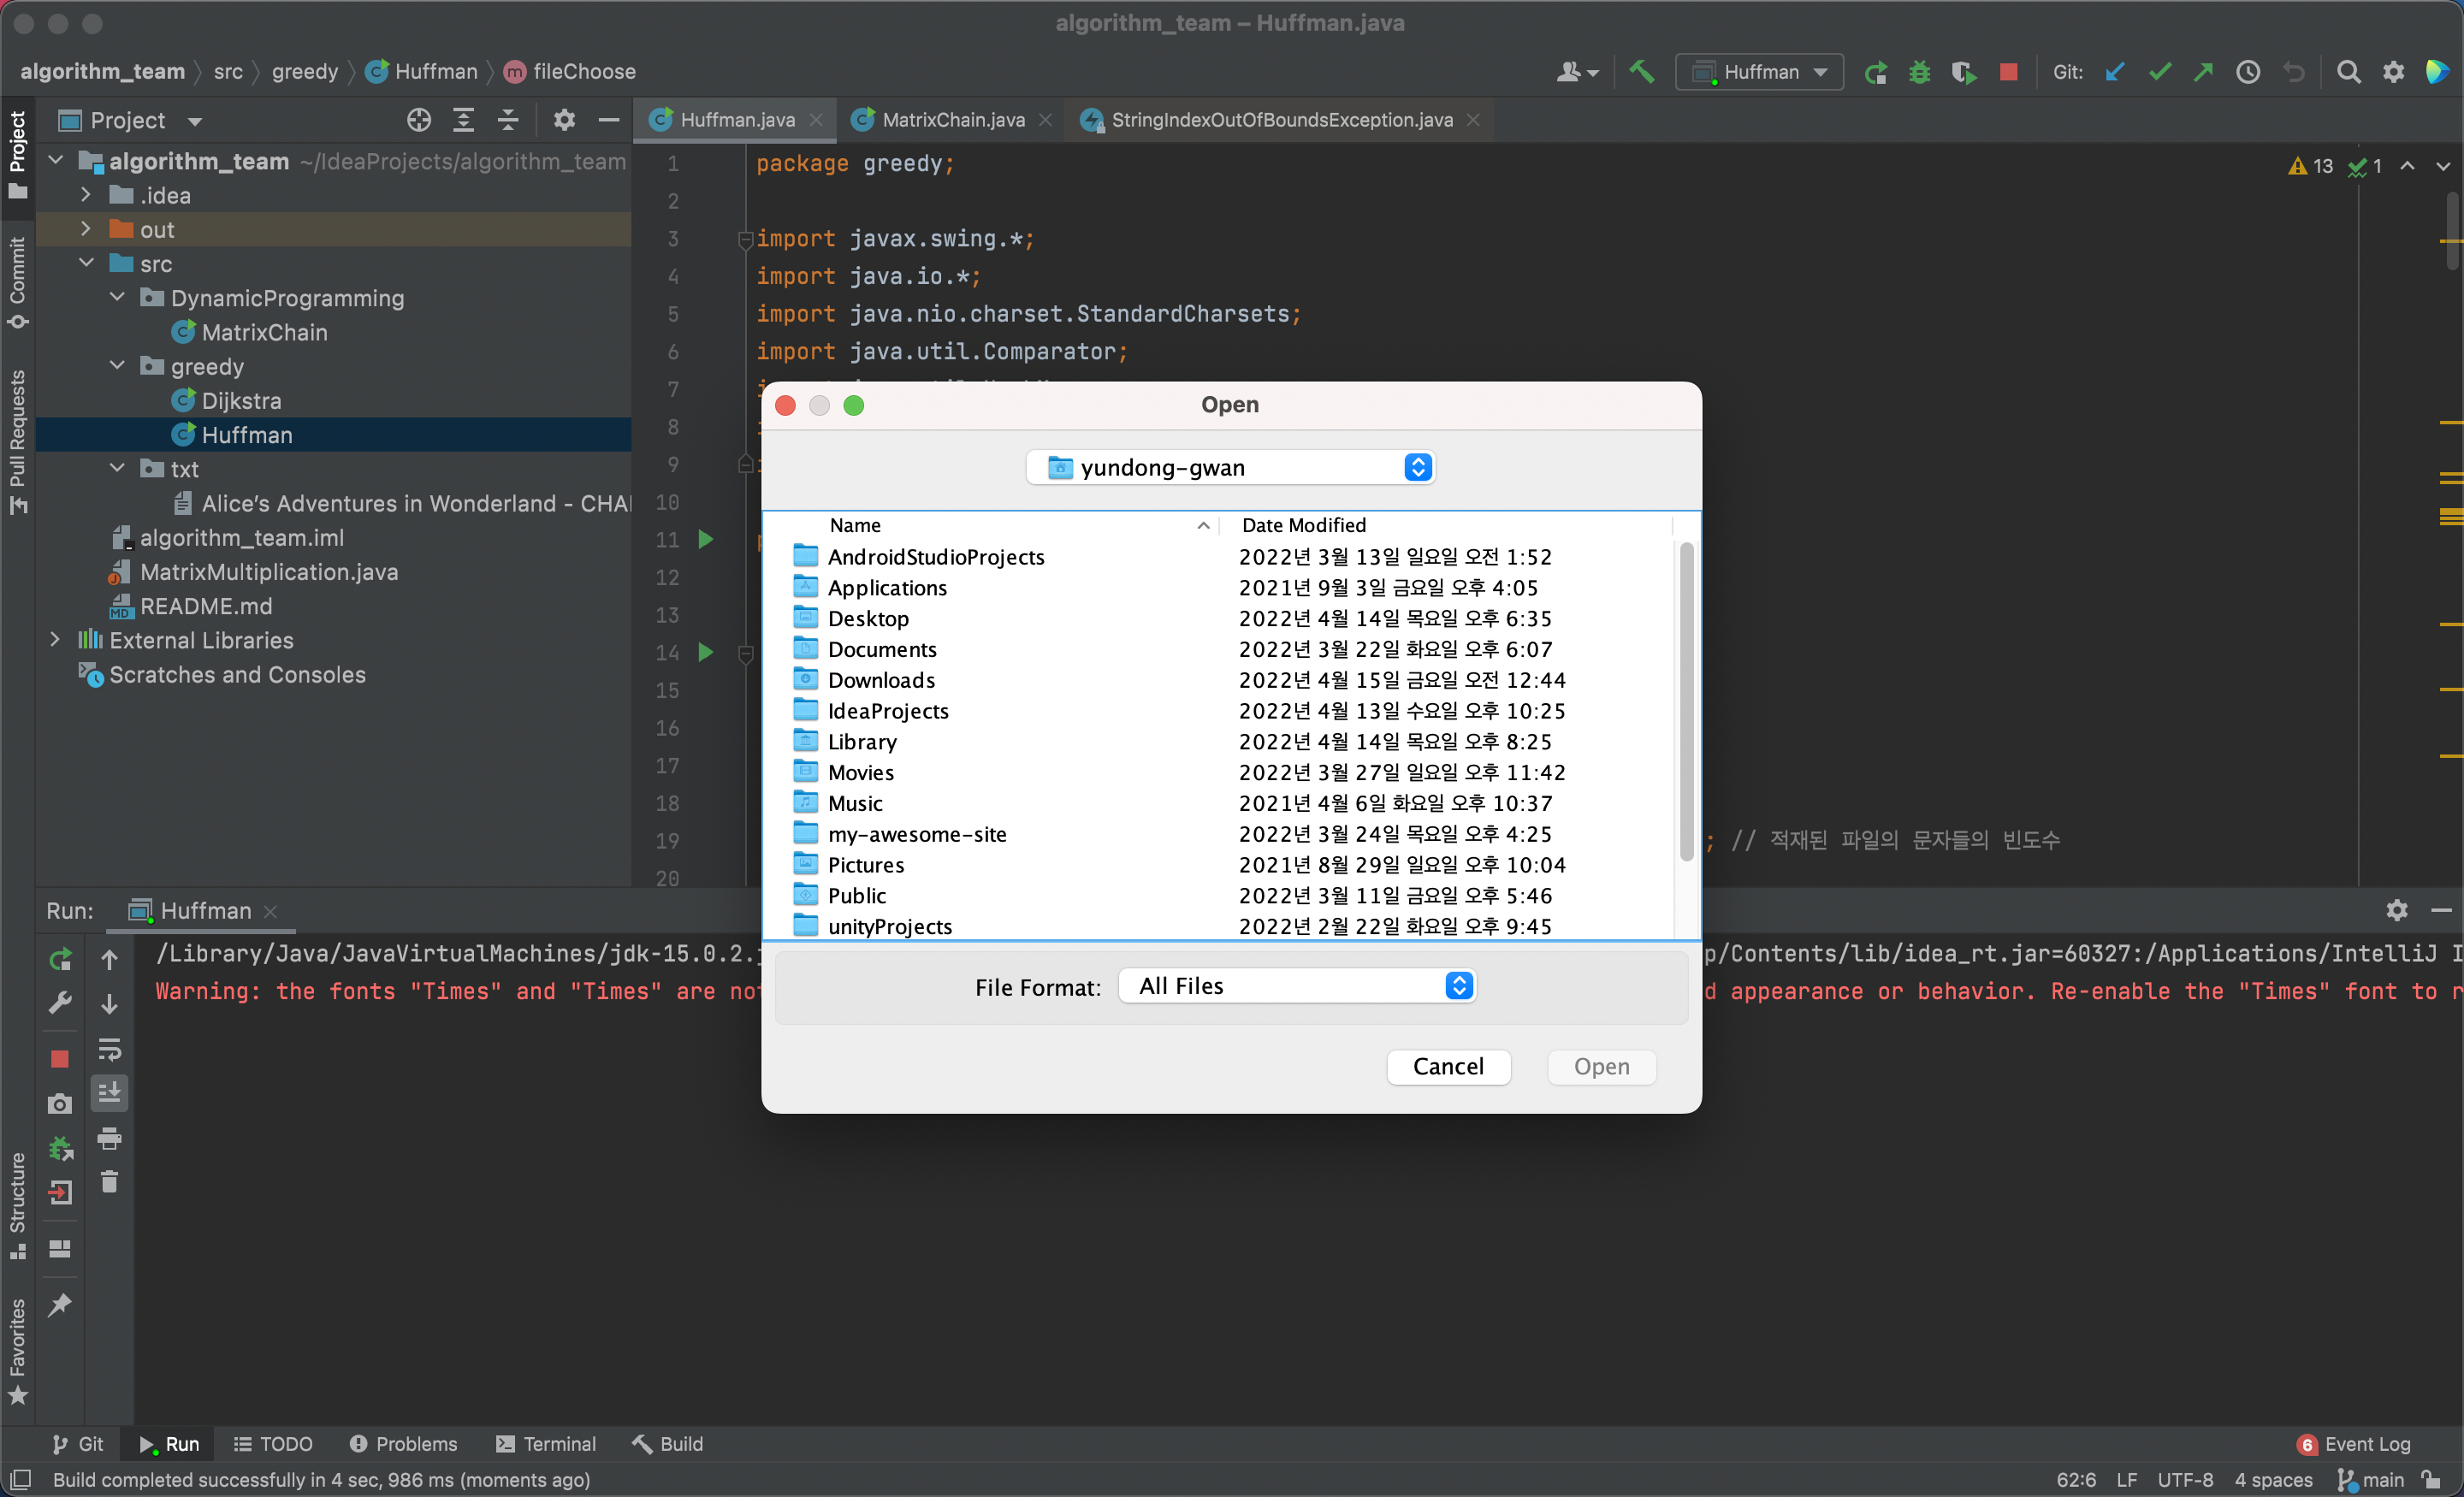 algorithm_team – Huffman.java
algorithm_team src greedy Huffman fileChoose
Huffman Git:
Project
Huffman.java MatrixChain.java StringIndexOutOfBoundsException.java
Project
Commit
Pull Requests
Structure
Favorites
algorithm_team ~/IdeaProjects/algorithm_team
.idea
out
src
DynamicProgramming
MatrixChain
greedy
Dijkstra
Huffman
txt
Alice's Adventures in Wonderland - CHAI
algorithm_team.iml
MatrixMultiplication.java
README.md
External Libraries
Scratches and Consoles
13 1
1 package greedy;
2
3 import javax.swing.*;
4 import java.io.*;
5 import java.nio.charset.StandardCharsets;
6 import java.util.Comparator;
7
8
9
10
11
12
13
14
15
16
17
18
19 ; // 적재된 파일의 문자들의 빈도수
20
Open
yundong-gwan
Name Date Modified
AndroidStudioProjects 2022년 3월 13일 일요일 오전 1:52
Applications 2021년 9월 3일 금요일 오후 4:05
Desktop 2022년 4월 14일 목요일 오후 6:35
Documents 2022년 3월 22일 화요일 오후 6:07
Downloads 2022년 4월 15일 금요일 오전 12:44
IdeaProjects 2022년 4월 13일 수요일 오후 10:25
Library 2022년 4월 14일 목요일 오후 8:25
Movies 2022년 3월 27일 일요일 오후 11:42
Music 2021년 4월 6일 화요일 오후 10:37
my-awesome-site 2022년 3월 24일 목요일 오후 4:25
Pictures 2021년 8월 29일 일요일 오후 10:04
Public 2022년 3월 11일 금요일 오후 5:46
unityProjects 2022년 2월 22일 화요일 오후 9:45
File Format: All Files
Cancel Open
Run: Huffman
/Library/Java/JavaVirtualMachines/jdk-15.0.2. p/Contents/lib/idea_rt.jar=60327:/Applications/IntelliJ I
Warning: the fonts "Times" and "Times" are not d appearance or behavior. Re-enable the "Times" font to r
Git Run TODO Problems Terminal Build
6 Event Log
Build completed successfully in 4 sec, 986 ms (moments ago)
62:6 LF UTF-8 4 spaces main